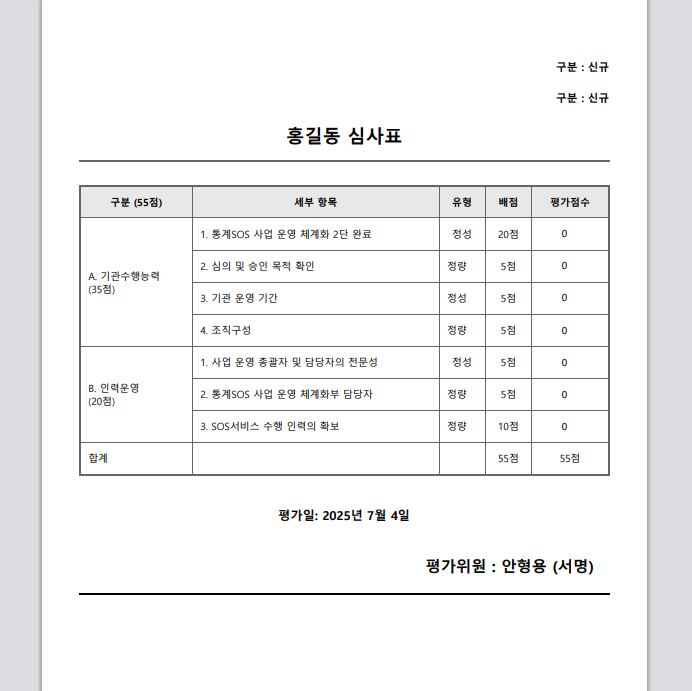 구분 : 신규
구분 : 신규
홍길동 심사표
구분 (55점) 세부 항목 유형 배점 평가점수
A. 기관수행능력
(35점)
1. 통계SOS 사업 운영 체계화 2단 완료 정성 20점 0
2. 심의 및 승인 목적 확인 정량 5점 0
3. 기관 운영 기간 정성 5점 0
4. 조직구성 정량 5점 0
B. 인력운영
(20점)
1. 사업 운영 총괄자 및 담당자의 전문성 정성 5점 0
2. 통계SOS 사업 운영 체계화부 담당자 정량 5점 0
3. SOS서비스 수행 인력의 확보 정량 10점 0
합계 55점 55점
평가일: 2025년 7월 4일
평가위원 : 안형용 (서명)